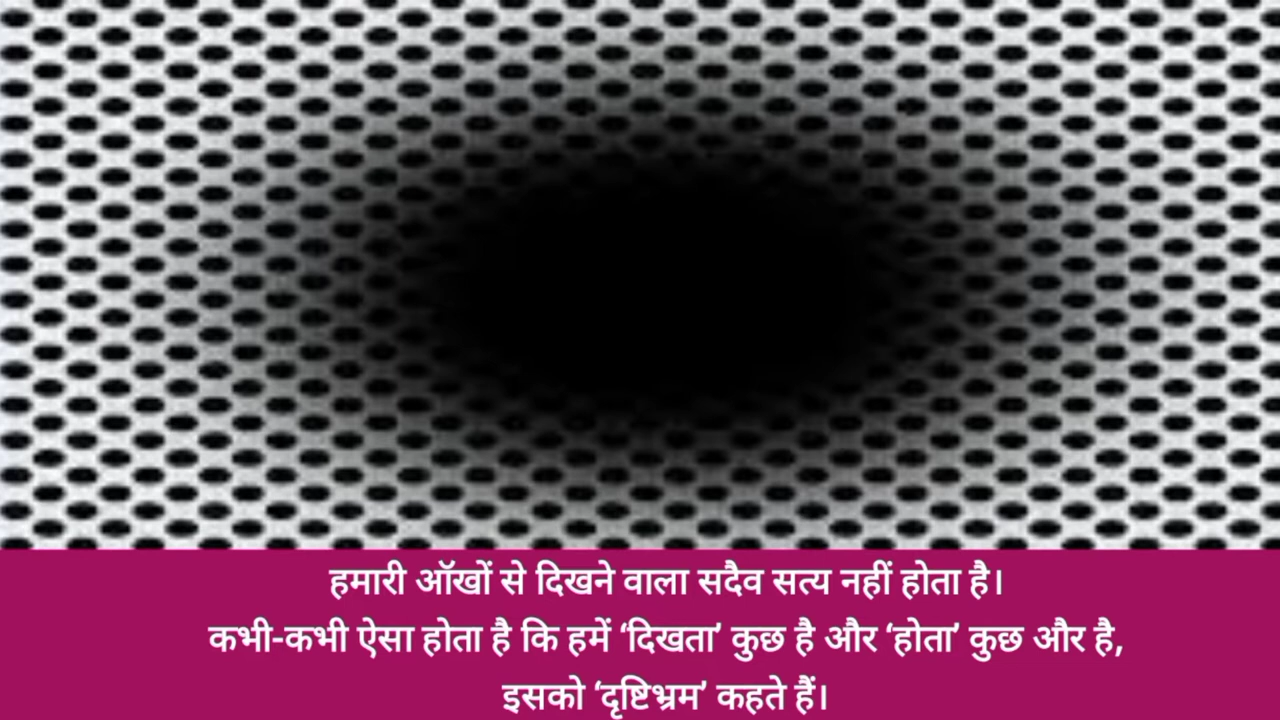 हमारी ऑखों से दिखने वाला सदैव सत्य नहीं होता है।
कभी-कभी ऐसा होता है कि हमें ‘दिखता’ कुछ है और ‘होता’ कुछ और है,
इसको ‘दृष्टिभ्रम’ कहते हैं।